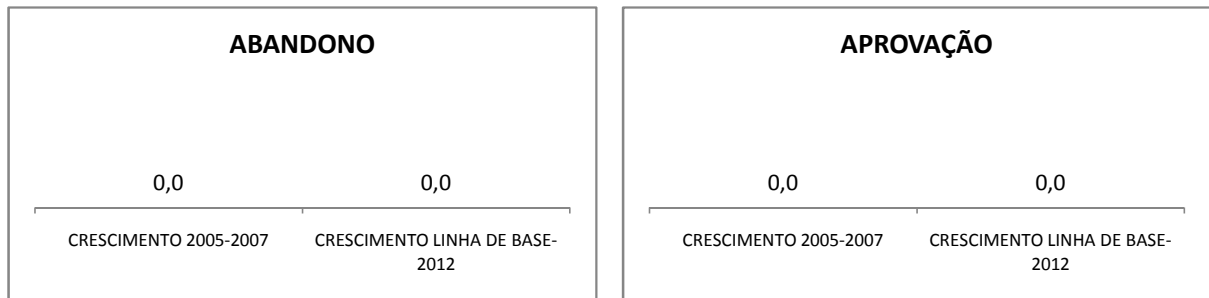 ABANDONO
0,0
0,0
CRESCIMENTO 2005-2007
CRESCIMENTO LINHA DE BASE-
2012
APROVAÇÃO
0,0
0,0
CRESCIMENTO 2005-2007
CRESCIMENTO LINHA DE BASE-
2012